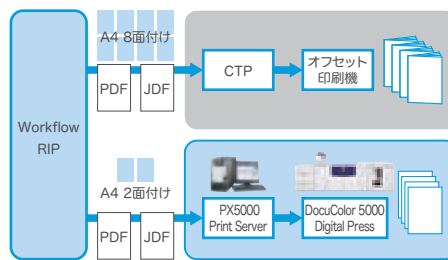 A4 8面付け
PDF
JDF
CTP
オフセット
印刷機
Workflow
RIP
A4 2面付け
PDF
JDF
PX5000
Print Server
DocuColor 5000
Digital Press